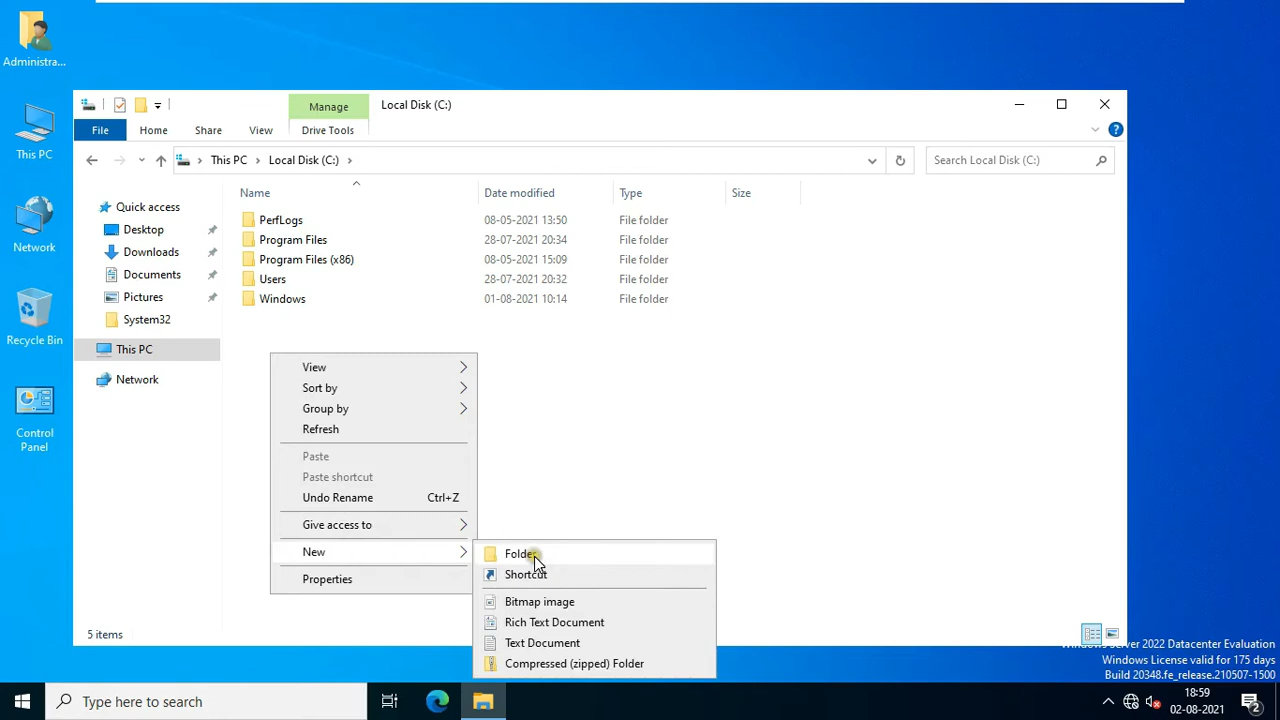 Administra...
This PC
Network
Recycle Bin
Control
Panel
Manage
Local Disk (C:)
File
Home
Share
View
Drive Tools
This PC
Local Disk (C:)
Search Local Disk (C:)
Quick access
Desktop
Downloads
Documents
Pictures
System32
This PC
Network
Name
Date modified
Type
Size
PerfLogs
08-05-2021 13:50
File folder
Program Files
28-07-2021 20:34
File folder
Program Files (x86)
08-05-2021 15:09
File folder
Users
28-07-2021 20:32
File folder
Windows
01-08-2021 10:14
File folder
View
Sort by
Group by
Refresh
Paste
Paste shortcut
Undo Rename Ctrl+Z
Give access to
New
Properties
Folder
Shortcut
Bitmap image
Rich Text Document
Text Document
Compressed (zipped) Folder
5 items
Windows Server 2022 Datacenter Evaluation
Windows License valid for 175 days
Build 20348.fe_release.210507-1500
Type here to search
18:59
02-08-2021
2